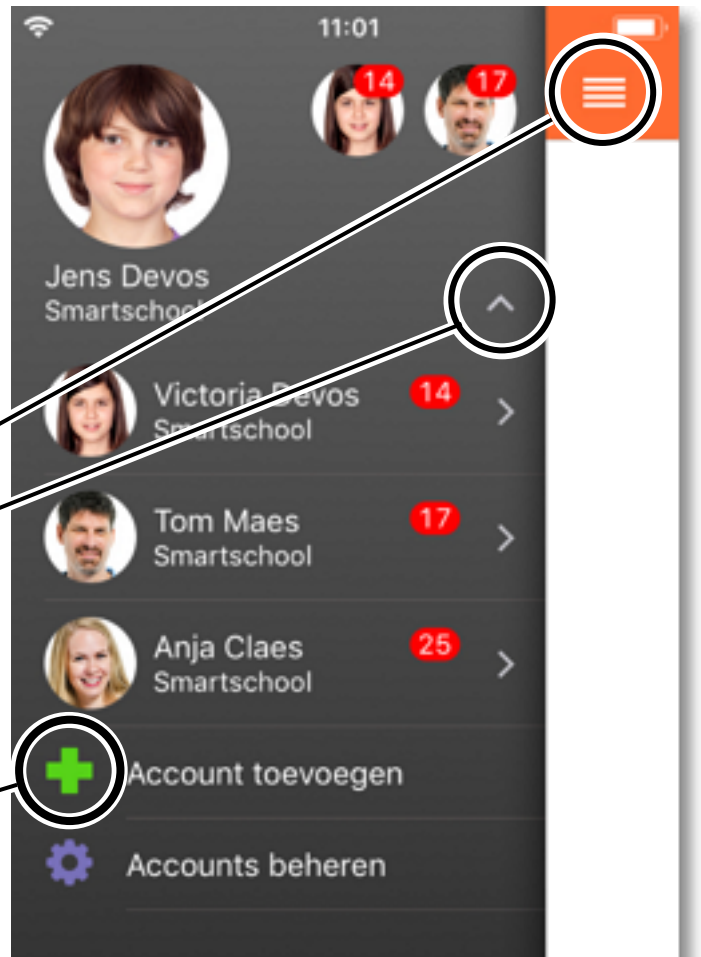 11:01
14
17
Jens Devos
Smartschool
Victoria Devos
14
Smartschool
Tom Maes
17
Smartschool
Anja Claes
25
Smartschool
Account toevoegen
Accounts beheren